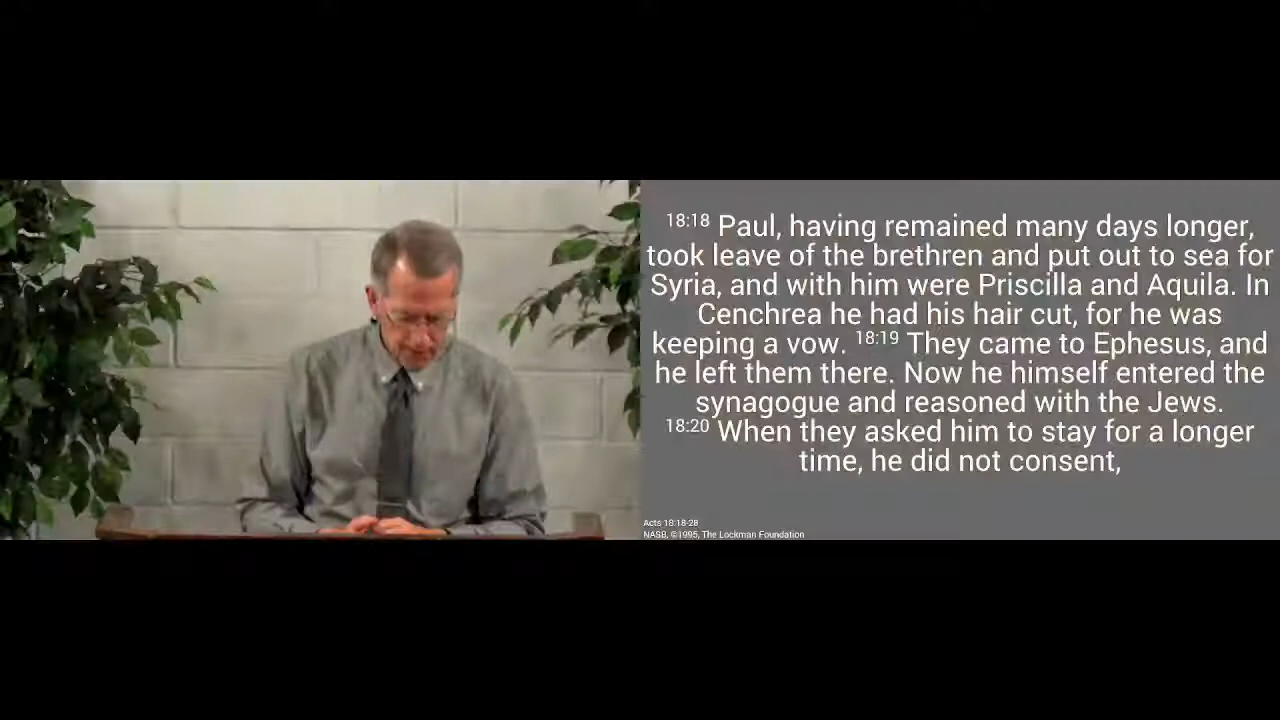 18:18 Paul, having remained many days longer,
took leave of the brethren and put out to sea for
Syria, and with him were Priscilla and Aquila. In
Cenchrea he had his hair cut, for he was
keeping a vow. 18:19 They came to Ephesus, and
he left them there. Now he himself entered the
synagogue and reasoned with the Jews.
18:20 When they asked him to stay for a longer
time, he did not consent,
Acts 18:18-28
NASB, ©1995, The Lockman Foundation